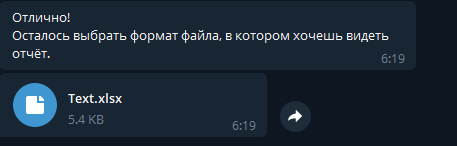 Отлично!
Осталось выбрать формат файла, в котором хочешь видеть
отчёт.
6:19
Text.xlsx
5.4 KB
6:19